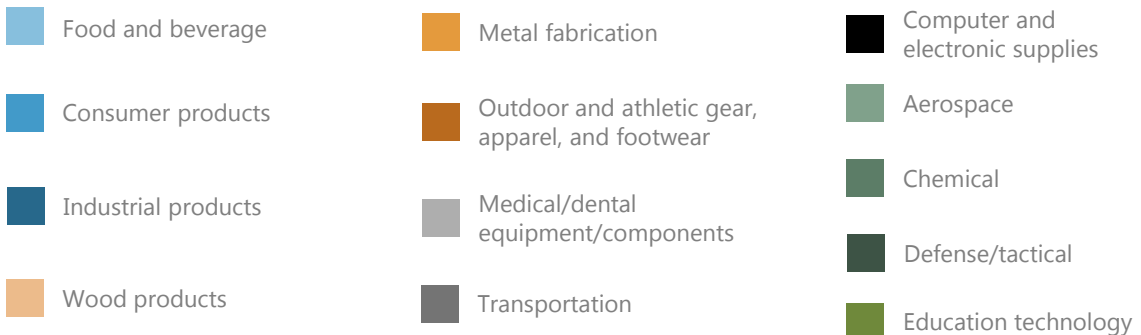 Food and beverage
Consumer products
Industrial products
Wood products
Metal fabrication
Outdoor and athletic gear,
apparel, and footwear
Medical/dental
equipment/components
Transportation
Computer and
electronic supplies
Aerospace
Chemical
Defense/tactical
Education technology